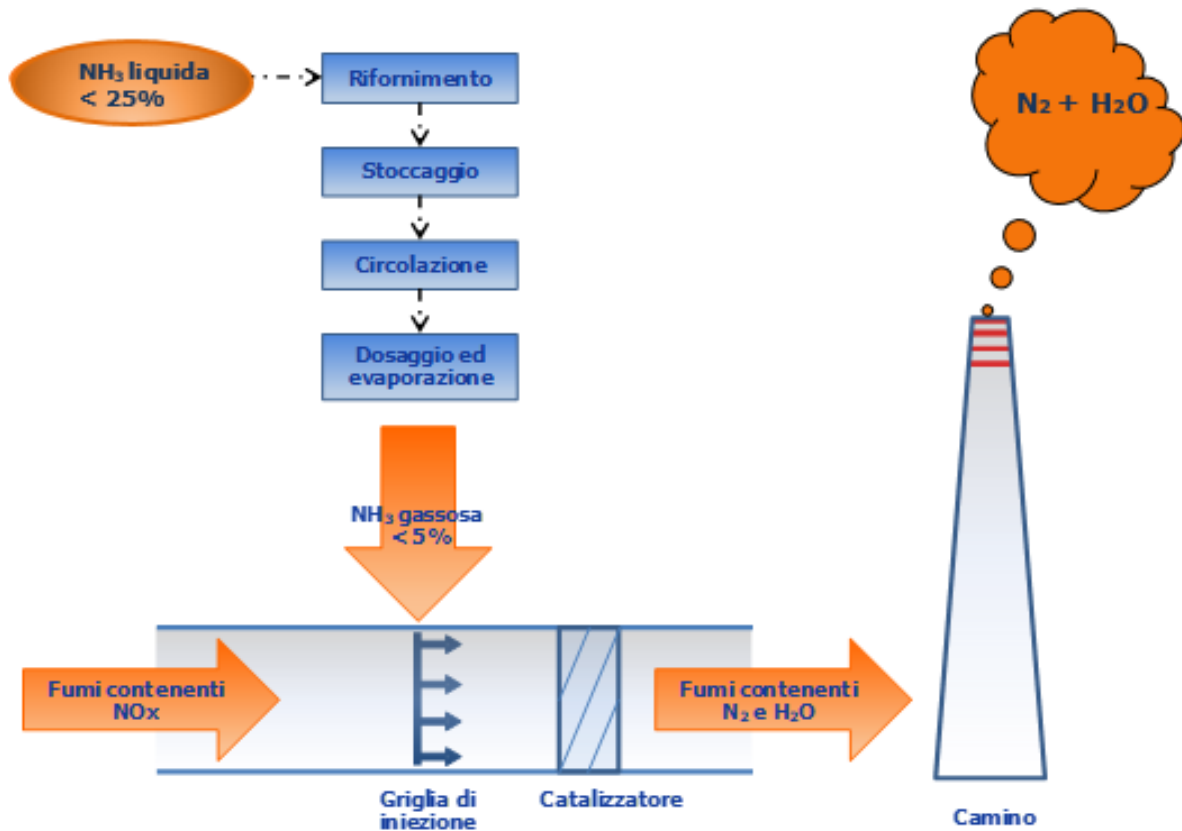 NH₃ liquida
< 25%
Rifornimento
N₂ + H₂O
Stoccaggio
Circolazione
Dosaggio ed
evaporazione
NH₃ gassosa
<5%
Fumi contenenti
NOx
Fumi contenenti
N₂ e H₂O
Griglia di
iniezione
Catalizzatore
Camino